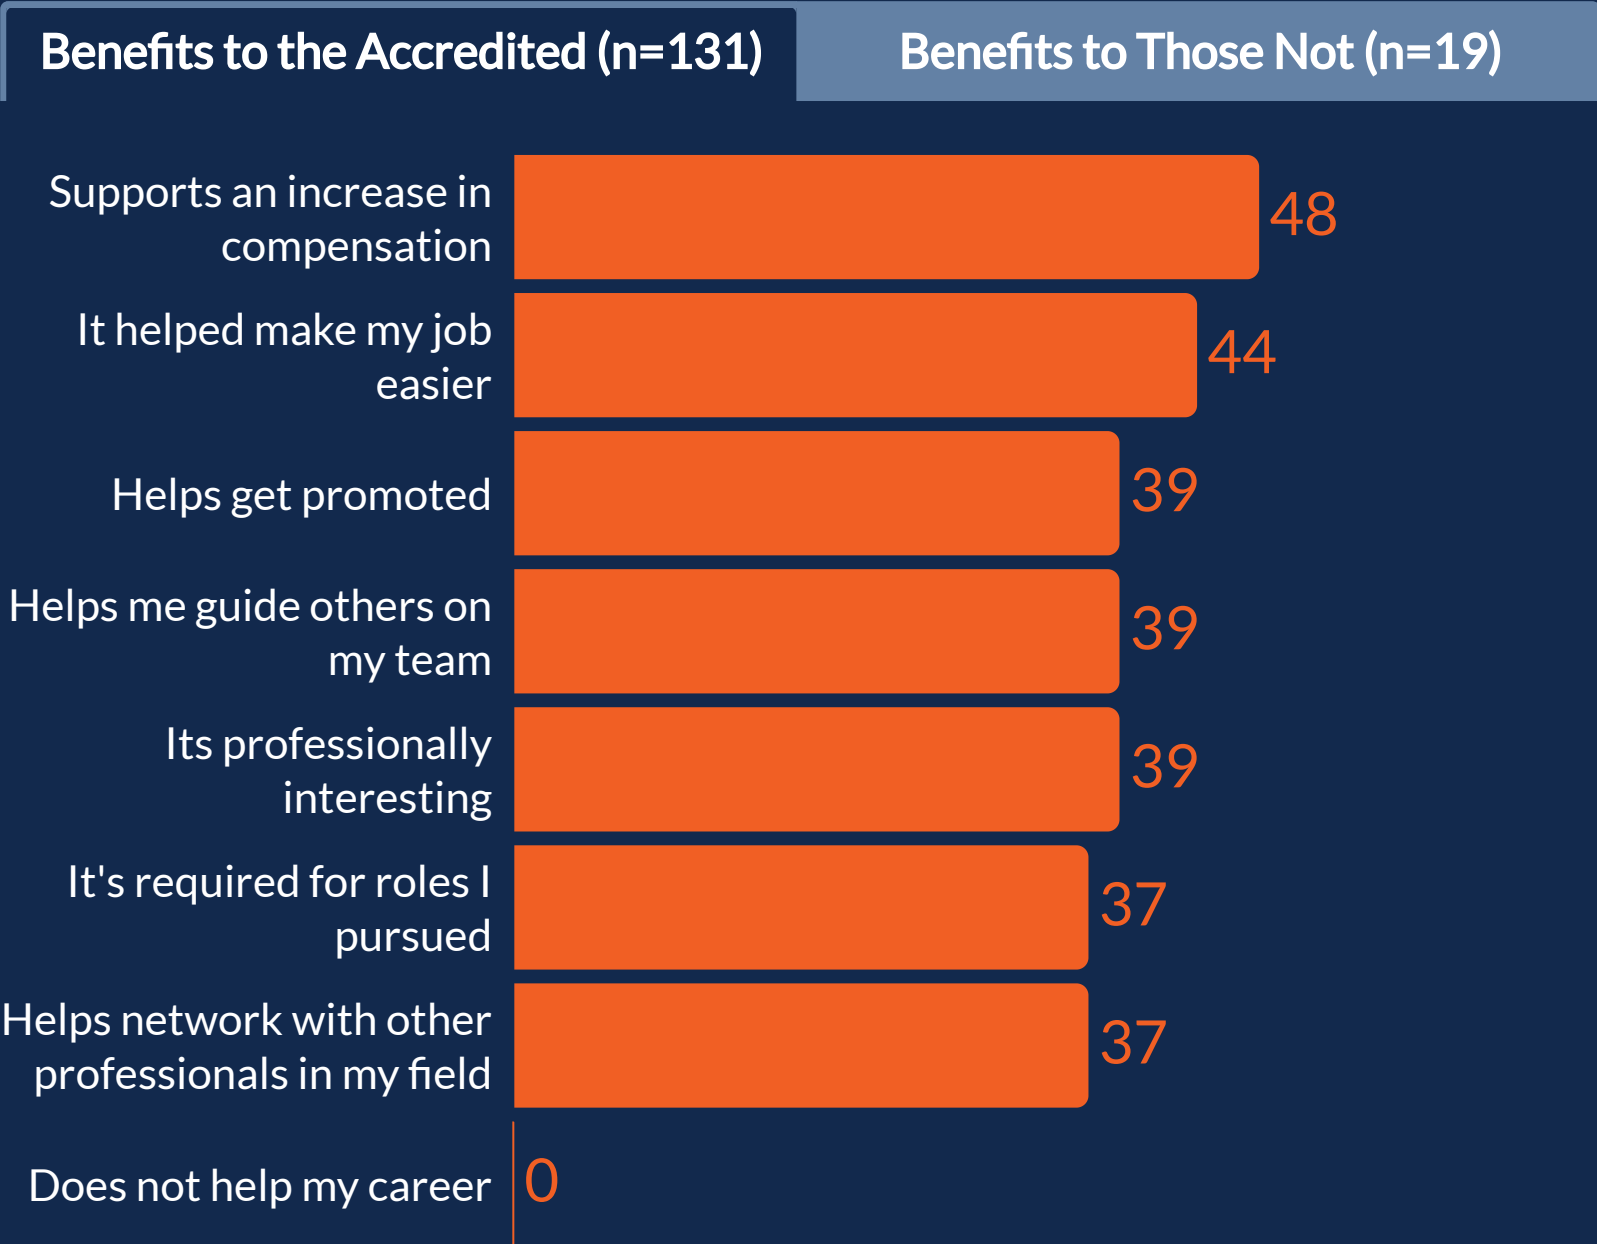 Benefits to the Accredited (n=131)
Benefits to Those Not (n=19)
Supports an increase in
compensation
48
It helped make my job
easier
44
Helps get promoted
39
Helps me guide others on
my team
39
Its professionally
interesting
39
It's required for roles I
pursued
37
Helps network with other
professionals in my field
37
Does not help my career
0